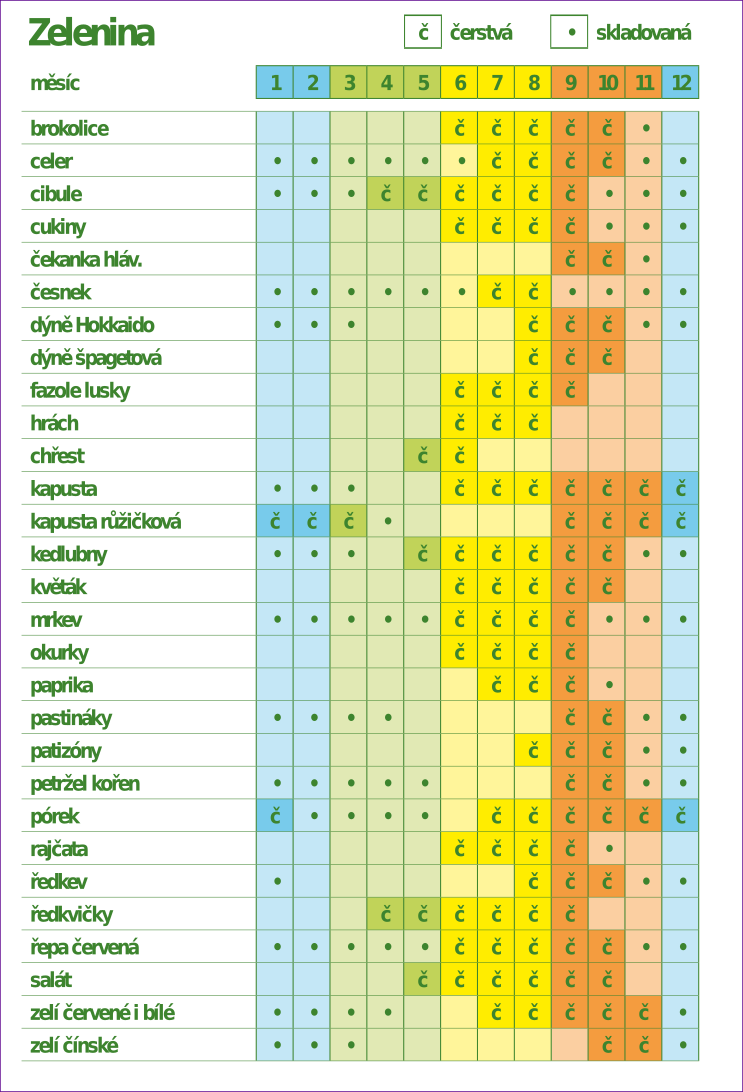 Zelenina č čerstvá • skladovaná
měsíc 1 2 3 4 5 6 7 8 9 10 11 12
brokolice č č č č č •
celer • • • • • • č č č č • •
cibule • • • č č č č č č • • •
cukiny č č č č • • •
čekanka hláv. č č •
česnek • • • • • • č č • • • •
dýně Hokkaido • • • č č č • •
dýně špagetová č č č
fazole lusky č č č č
hrách č č č
chřest č č
kapusta • • • č č č č č č č
kapusta růžičková č č č • č č č č
kedlubny • • • č č č č č č • •
květák č č č č č
mrkev • • • • • č č č č • • •
okurky č č č č
paprika č č č •
pastináky • • • • č č • •
patizóny č č č • •
petržel kořen • • • • • č č • •
pórek č • • • • č č č č č č
rajčata č č č č •
ředkev • č č č • •
ředkvičky č č č č č č
řepa červená • • • • • č č č č č • •
salát č č č č č č
zelí červené i bílé • • • • č č č č č •
zelí čínské • • • č č •